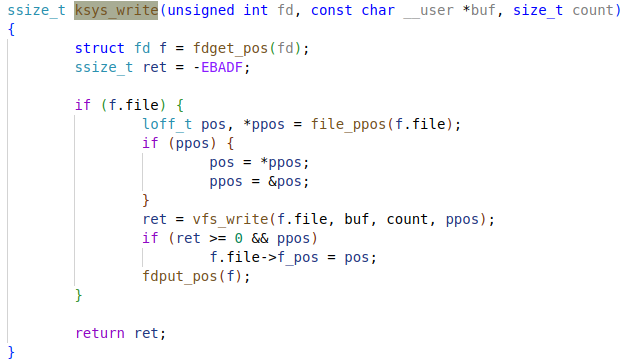 ssize_t ksys_write(unsigned int fd, const char __user *buf, size_t count)
{
        struct fd f = fdget_pos(fd);
        ssize_t ret = -EBADF;

        if (f.file) {
                loff_t pos, *ppos = file_ppos(f.file);
                if (ppos) {
                        pos = *ppos;
                        ppos = &pos;
                }
                ret = vfs_write(f.file, buf, count, ppos);
                if (ret >= 0 && ppos)
                        f.file->f_pos = pos;
                fdput_pos(f);
        }

        return ret;
}